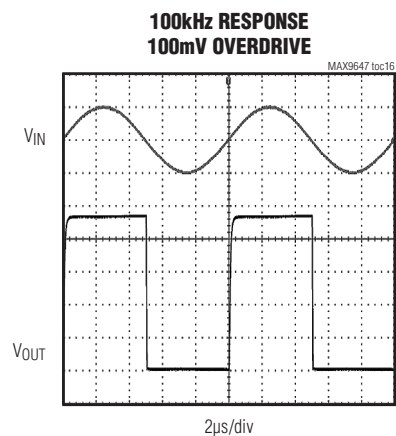 100kHz RESPONSE
100mV OVERDRIVE
MAX9647 toc16
VIN
VOUT
2µs/div